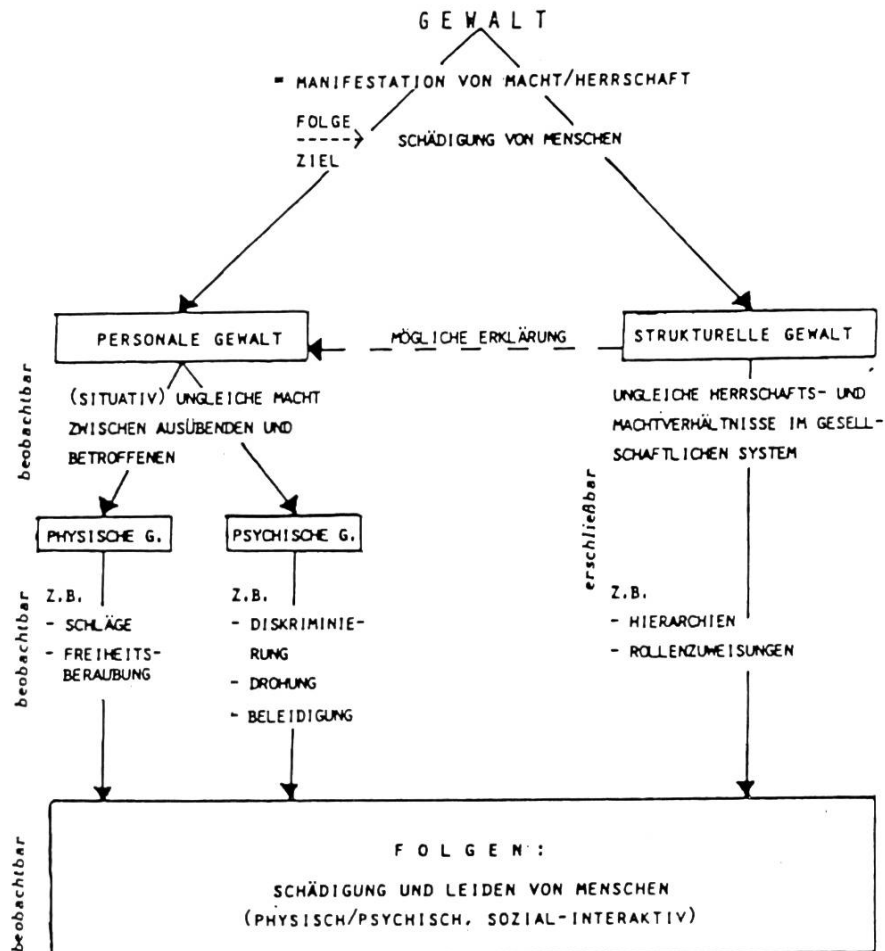 GEWALT
= MANIFESTATION VON MACHT/HERRSCHAFT
FOLGE
ZIEL
SCHÄDIGUNG VON MENSCHEN
PERSONALE GEWALT
MÖGLICHE ERKLÄRUNG
STRUKTURELLE GEWALT
beobachtbar
(SITUATIV) UNGLEICHE MACHT
ZWISCHEN AUSÜBENDEN UND
BETROFFENEN
UNGLEICHE HERRSCHAFTS- UND
MACHTVERHÄLTNISSE IM GESELL-
SCHAFTLICHEN SYSTEM
erschließbar
PHYSISCHE G.
PSYCHISCHE G.
beobachtbar
Z.B.
- SCHLÄGE
- FREIHEITS-
BERAUBUNG
Z.B.
- DISKRIMINIE-
RUNG
- DROHUNG
- BELEIDIGUNG
Z.B.
- HIERARCHIEN
- ROLLENZUWEISUNGEN
beobachtbar
FOLGEN:
SCHÄDIGUNG UND LEIDEN VON MENSCHEN
(PHYSISCH/PSYCHISCH, SOZIAL-INTERAKTIV)